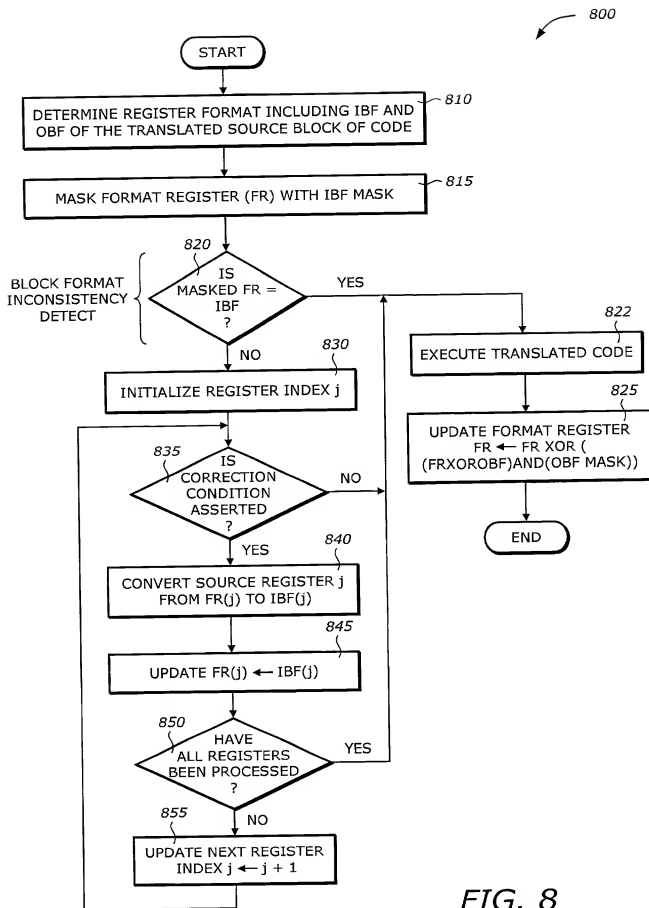 800
START
810
DETERMINE REGISTER FORMAT INCLUDING IBF AND
OBF OF THE TRANSLATED SOURCE BLOCK OF CODE
815
MASK FORMAT REGISTER (FR) WITH IBF MASK
820
BLOCK FORMAT
INCONSISTENCY
DETECT
IS
MASKED FR =
IBF
?
YES
NO
822
EXECUTE TRANSLATED CODE
825
UPDATE FORMAT REGISTER
FR ← FR XOR (
(FRXOROBF)AND(OBF MASK))
END
830
INITIALIZE REGISTER INDEX j
835
IS
CORRECTION
CONDITION
ASSERTED
?
NO
YES
840
CONVERT SOURCE REGISTER j
FROM FR(j) TO IBF(j)
845
UPDATE FR(j) ← IBF(j)
850
HAVE
ALL REGISTERS
BEEN PROCESSED
?
YES
NO
855
UPDATE NEXT REGISTER
INDEX j ← j + 1
FIG. 8